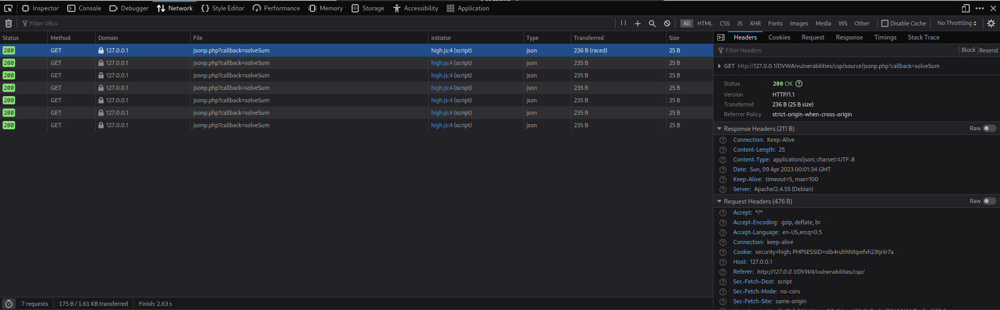 Inspector Console Debugger Network Style Editor Performance Memory Storage Accessibility Application
Filter URLs All HTML CSS JS XHR Fonts Images Media WS Other Disable Cache No Throttling
Status Method Domain File Initiator Type Transferred Size
200 GET 127.0.0.1 jsonp.php?callback=solveSum high.js:4 (script) json 236 B (raced) 25 B
200 GET 127.0.0.1 jsonp.php?callback=solveSum high.js:4 (script) json 235 B 25 B
200 GET 127.0.0.1 jsonp.php?callback=solveSum high.js:4 (script) json 235 B 25 B
200 GET 127.0.0.1 jsonp.php?callback=solveSum high.js:4 (script) json 235 B 25 B
200 GET 127.0.0.1 jsonp.php?callback=solveSum high.js:4 (script) json 235 B 25 B
200 GET 127.0.0.1 jsonp.php?callback=solveSum high.js:4 (script) json 235 B 25 B
200 GET 127.0.0.1 jsonp.php?callback=solveSum high.js:4 (script) json 235 B 25 B
7 requests 175 B / 1.61 KB transferred Finish: 2.63 s
Headers Cookies Request Response Timings Stack Trace
Filter Headers Block Resend
GET http://127.0.0.1/DVWA/vulnerabilities/csp/source/jsonp.php?callback=solveSum
Status 200 OK
Version HTTP/1.1
Transferred 236 B (25 B size)
Referrer Policy strict-origin-when-cross-origin
Response Headers (211 B) Raw
Connection: Keep-Alive
Content-Length: 25
Content-Type: application/json; charset=UTF-8
Date: Sun, 09 Apr 2023 00:01:34 GMT
Keep-Alive: timeout=5, max=100
Server: Apache/2.4.55 (Debian)
Request Headers (476 B) Raw
Accept: */*
Accept-Encoding: gzip, deflate, br
Accept-Language: en-US,en;q=0.5
Connection: keep-alive
Cookie: security=high; PHPSESSID=olb4ruhhhitipefvh23tjnlr7a
Host: 127.0.0.1
Referer: http://127.0.0.1/DVWA/vulnerabilities/csp/
Sec-Fetch-Dest: script
Sec-Fetch-Mode: no-cors
Sec-Fetch-Site: same-origin